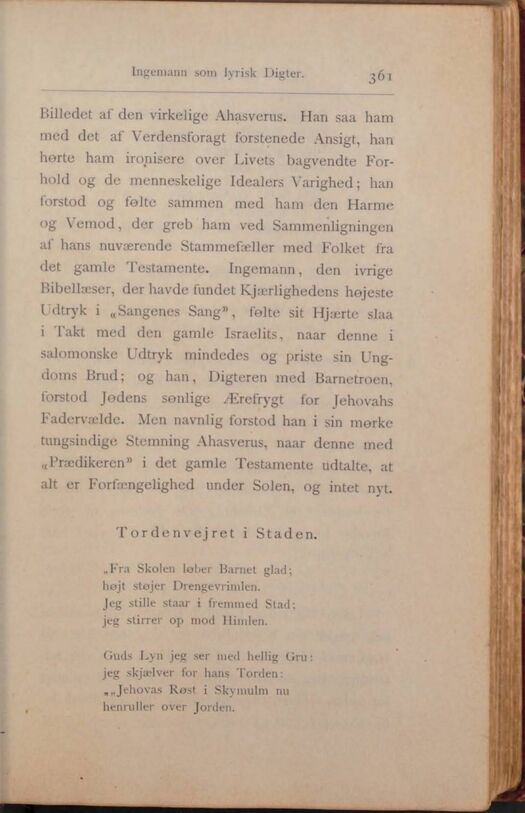 Ingemann som lyrisk Digter. 361
Billedet af den virkelige Ahasverus. Han saa ham
med det af Verdensforagt forstenede Ansigt, han
hørte ham ironisere over Livets bagvendte For-
hold og de menneskelige Idealers Varighed; han
forstod og følte sammen med ham den Harme
og Vemod, der greb ham ved Sammenligningen
af hans nuværende Stammefæller med Folket fra
det gamle Testamente. Ingemann, den ivrige
Bibellæser, der havde fundet Kjærlighedens højeste
Udtryk i „Sangenes Sang”, følte sit Hjærte slaa
i Takt med den gamle Israelits, naar denne i
salomonske Udtryk mindedes og priste sin Ung-
doms Brud; og han, Digteren med Barnetroen,
forstod Jødens sønlige Ærefrygt for Jehovahs
Fadervælde. Men navnlig forstod han i sin mørke
tungsindige Stemning Ahasverus, naar denne med
„Prædikeren” i det gamle Testamente udtalte, at
alt er Forfængelighed under Solen, og intet nyt.
Tordenvejret i Staden.
„Fra Skolen løber Barnet glad;
højt støjer Drengevrimlen.
Jeg stille staar i fremmed Stad;
jeg stirrer op mod Himlen.
Guds Lyn jeg ser med hellig Gru:
jeg skjælver for hans Torden:
„„Jehovas Røst i Skymulm nu
henruller over Jorden.